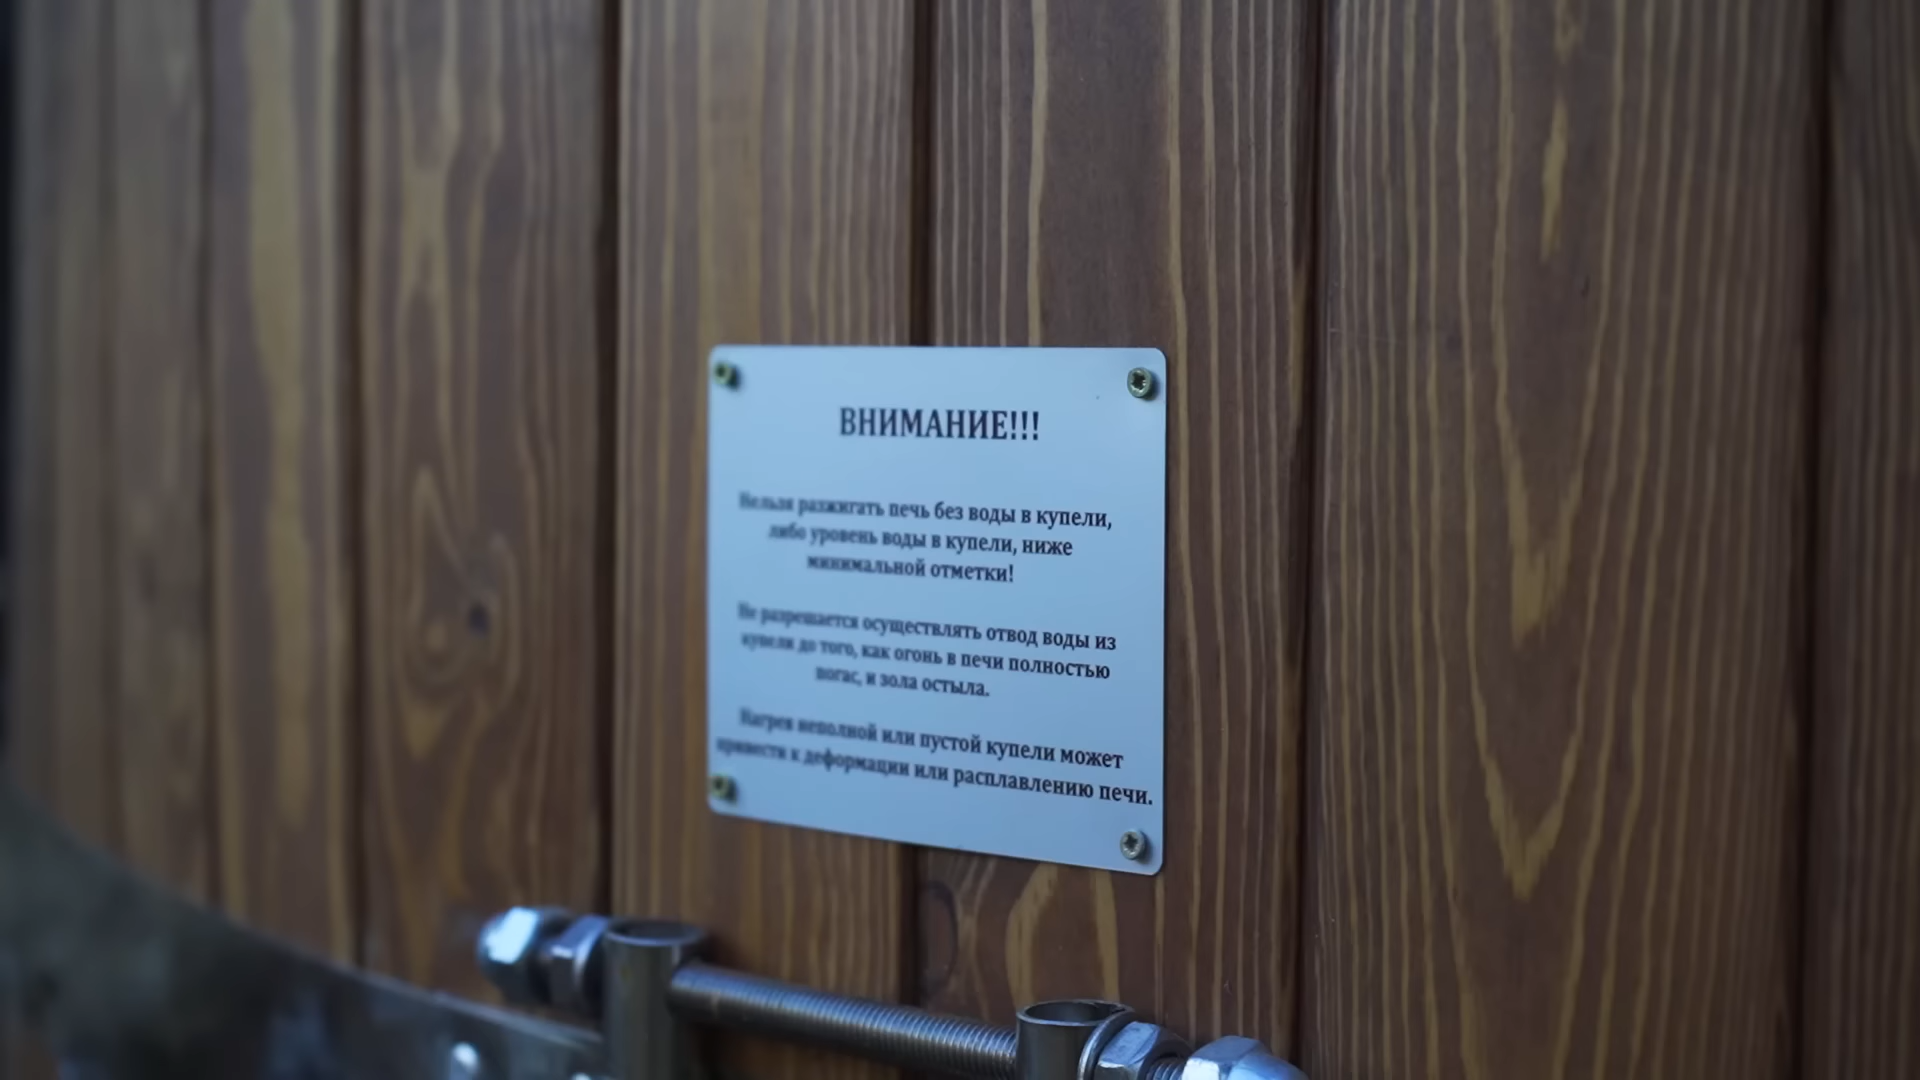 ВНИМАНИЕ!!!
Нельзя разжигать печь без воды в купели,
либо уровень воды в купели, ниже
минимальной отметки!
Не разрешается осуществлять отвод воды из
купели до того, как огонь в печи полностью
погас, и зола остыла.
Нагрев неполной или пустой купели может
привести к деформации или расплавлению печи.